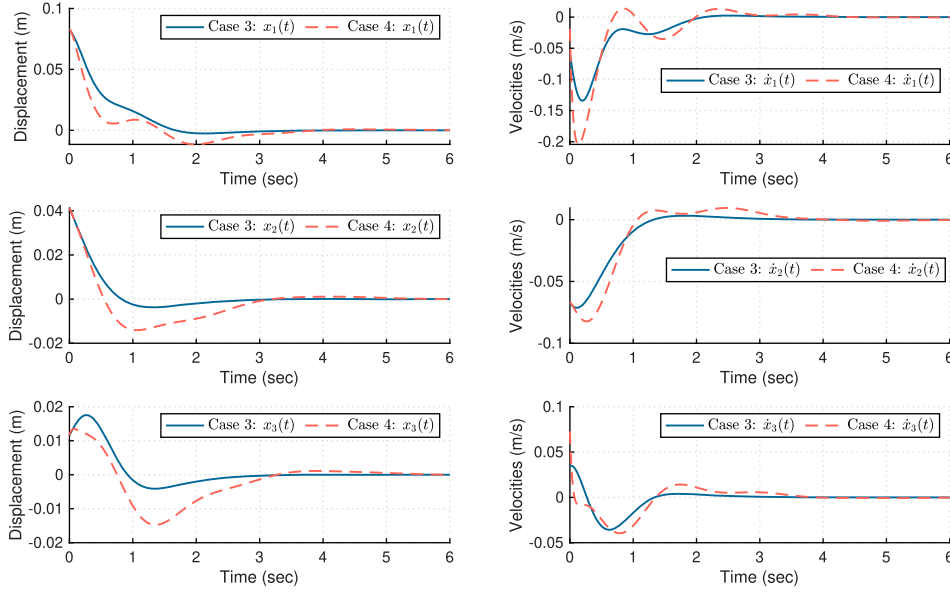 Displacement (m)
0.1
0.05
0
Case 3: x₁(t) Case 4: x₁(t)
0 1 2 3 4 5 6
Time (sec)
Velocities (m/s)
0
-0.05
-0.1
-0.15
-0.2
Case 3: ẋ₁(t) Case 4: ẋ₁(t)
0 1 2 3 4 5 6
Time (sec)
Displacement (m)
0.04
0.02
0
-0.02
Case 3: x₂(t) Case 4: x₂(t)
0 1 2 3 4 5 6
Time (sec)
Velocities (m/s)
0
-0.05
-0.1
Case 3: ẋ₂(t) Case 4: ẋ₂(t)
0 1 2 3 4 5 6
Time (sec)
Displacement (m)
0.02
0.01
0
-0.01
-0.02
Case 3: x₃(t) Case 4: x₃(t)
0 1 2 3 4 5 6
Time (sec)
Velocities (m/s)
0.1
0.05
0
-0.05
Case 3: ẋ₃(t) Case 4: ẋ₃(t)
0 1 2 3 4 5 6
Time (sec)